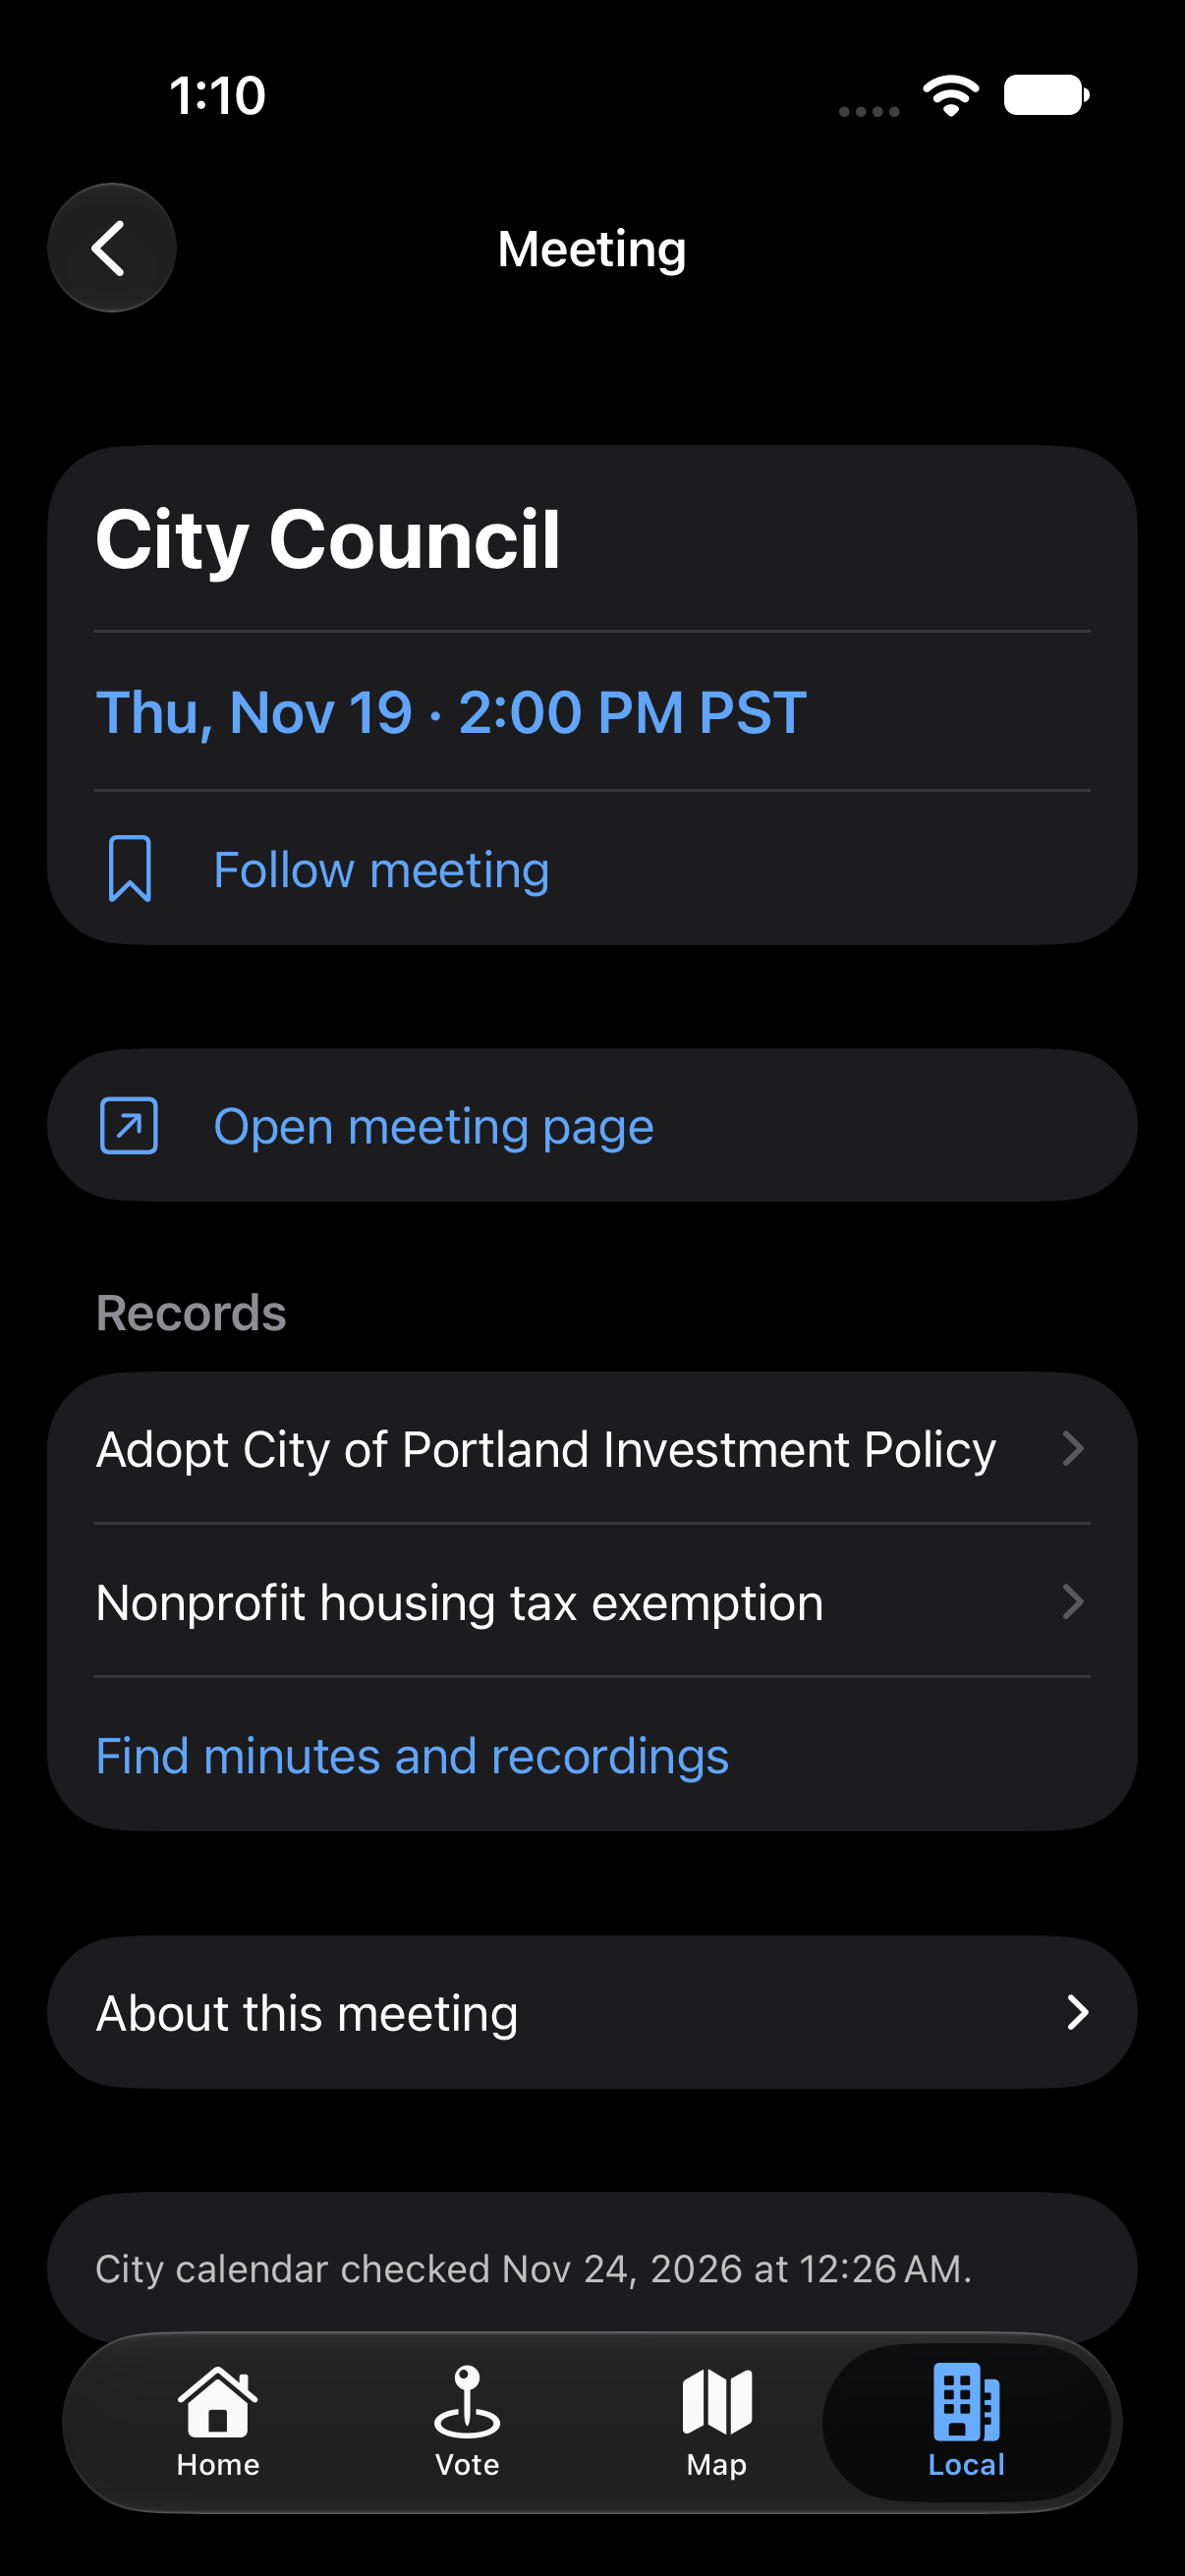 1:10
Meeting
City Council
Thu, Nov 19 · 2:00 PM PST
Follow meeting
Open meeting page
Records
Adopt City of Portland Investment Policy
Nonprofit housing tax exemption
Find minutes and recordings
About this meeting
City calendar checked Nov 24, 2026 at 12:26 AM.
Home
Vote
Map
Local